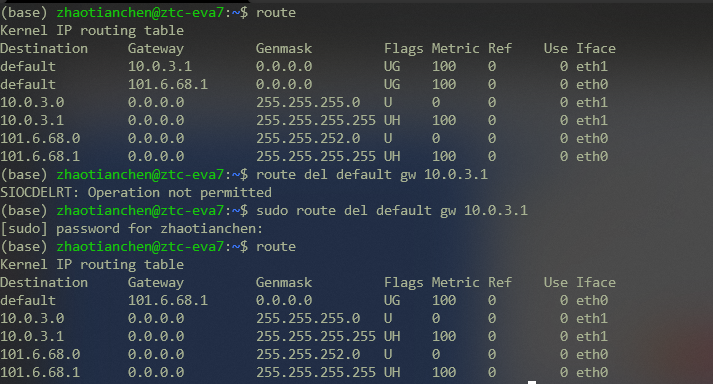 (base) zhaotianchen@ztc-eva7:~$ route
Kernel IP routing table
Destination     Gateway         Genmask         Flags Metric Ref    Use Iface
default         10.0.3.1        0.0.0.0         UG    100    0        0 eth1
default         101.6.68.1      0.0.0.0         UG    100    0        0 eth0
10.0.3.0        0.0.0.0         255.255.255.0   U     0      0        0 eth1
10.0.3.1        0.0.0.0         255.255.255.255 UH    100    0        0 eth1
101.6.68.0      0.0.0.0         255.255.252.0   U     0      0        0 eth0
101.6.68.1      0.0.0.0         255.255.255.255 UH    100    0        0 eth0
(base) zhaotianchen@ztc-eva7:~$ route del default gw 10.0.3.1
SIOCDELRT: Operation not permitted
(base) zhaotianchen@ztc-eva7:~$ sudo route del default gw 10.0.3.1
[sudo] password for zhaotianchen:
(base) zhaotianchen@ztc-eva7:~$ route
Kernel IP routing table
Destination     Gateway         Genmask         Flags Metric Ref    Use Iface
default         101.6.68.1      0.0.0.0         UG    100    0        0 eth0
10.0.3.0        0.0.0.0         255.255.255.0   U     0      0        0 eth1
10.0.3.1        0.0.0.0         255.255.255.255 UH    100    0        0 eth1
101.6.68.0      0.0.0.0         255.255.252.0   U     0      0        0 eth0
101.6.68.1      0.0.0.0         255.255.255.255 UH    100    0        0 eth0